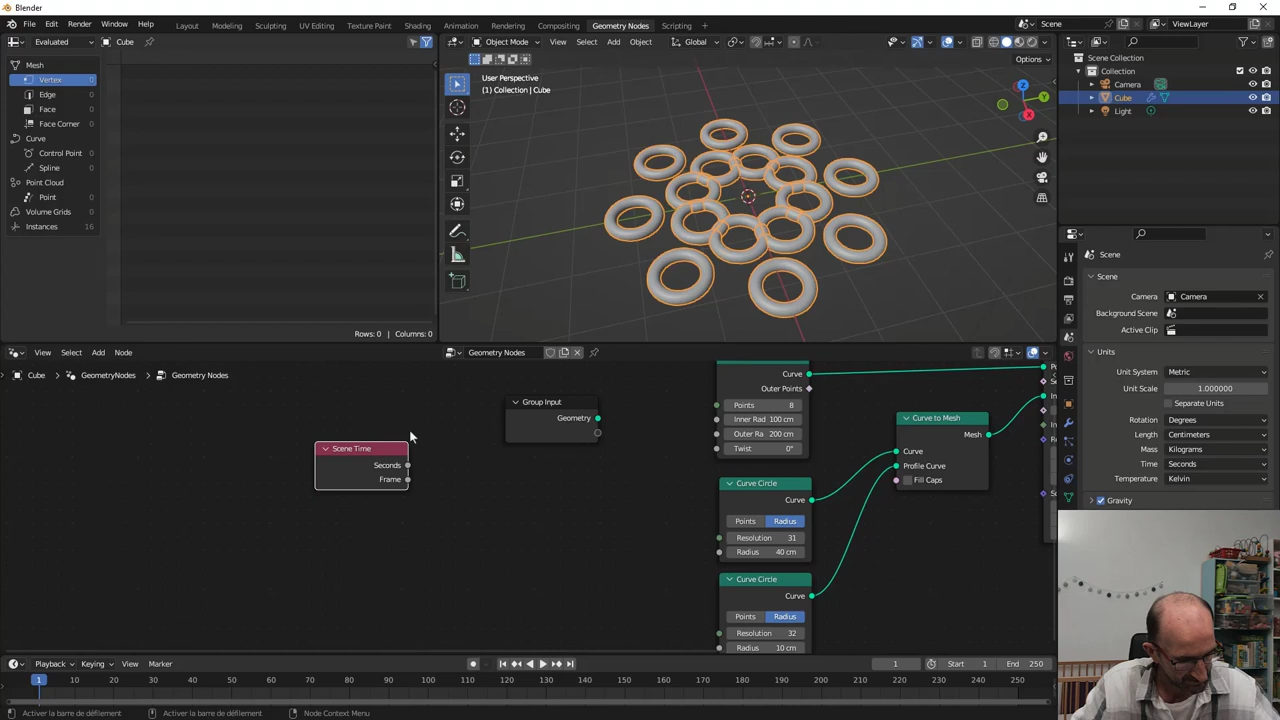 Blender
File Edit Render Window Help Layout Modeling Sculpting UV Editing Texture Paint Shading Animation Rendering Compositing Geometry Nodes Scripting + Scene ViewLayer
Evaluated Cube
Object Mode View Select Add Object Global
Options
Mesh
Vertex 0
Edge 0
Face 0
Face Corner 0
Curve
Control Point 0
Spline 0
Point Cloud
Point 0
Volume Grids
Instances 16
Rows: 0 | Columns: 0
User Perspective
(1) Collection | Cube
Z
Y
X
Scene Collection
Collection
Camera
Cube
Light
Scene
Scene
Camera Camera
Background Scene
Active Clip
Units
Unit System Metric
Unit Scale 1.000000
Separate Units
Rotation Degrees
Length Centimeters
Mass Kilograms
Time Seconds
Temperature Kelvin
Gravity
View Select Add Node Geometry Nodes
Cube > GeometryNodes > Geometry Nodes
Scene Time
Seconds
Frame
Group Input
Geometry
Curve
Outer Points
Points 8
Inner Rad 100 cm
Outer Ra 200 cm
Twist 0°
Curve Circle
Curve
Points Radius
Resolution 31
Radius 40 cm
Curve Circle
Curve
Points Radius
Resolution 32
Radius 10 cm
Curve to Mesh
Mesh
Curve
Profile Curve
Fill Caps
Playback Keying View Marker 1 Start 1 End 250
1 10 20 30 40 50 60 70 80 90 100 110 120 130 140 150 160 170 180 190 200 210 220 230 240 250
Activer la barre de défilement Activer la barre de défilement Node Context Menu